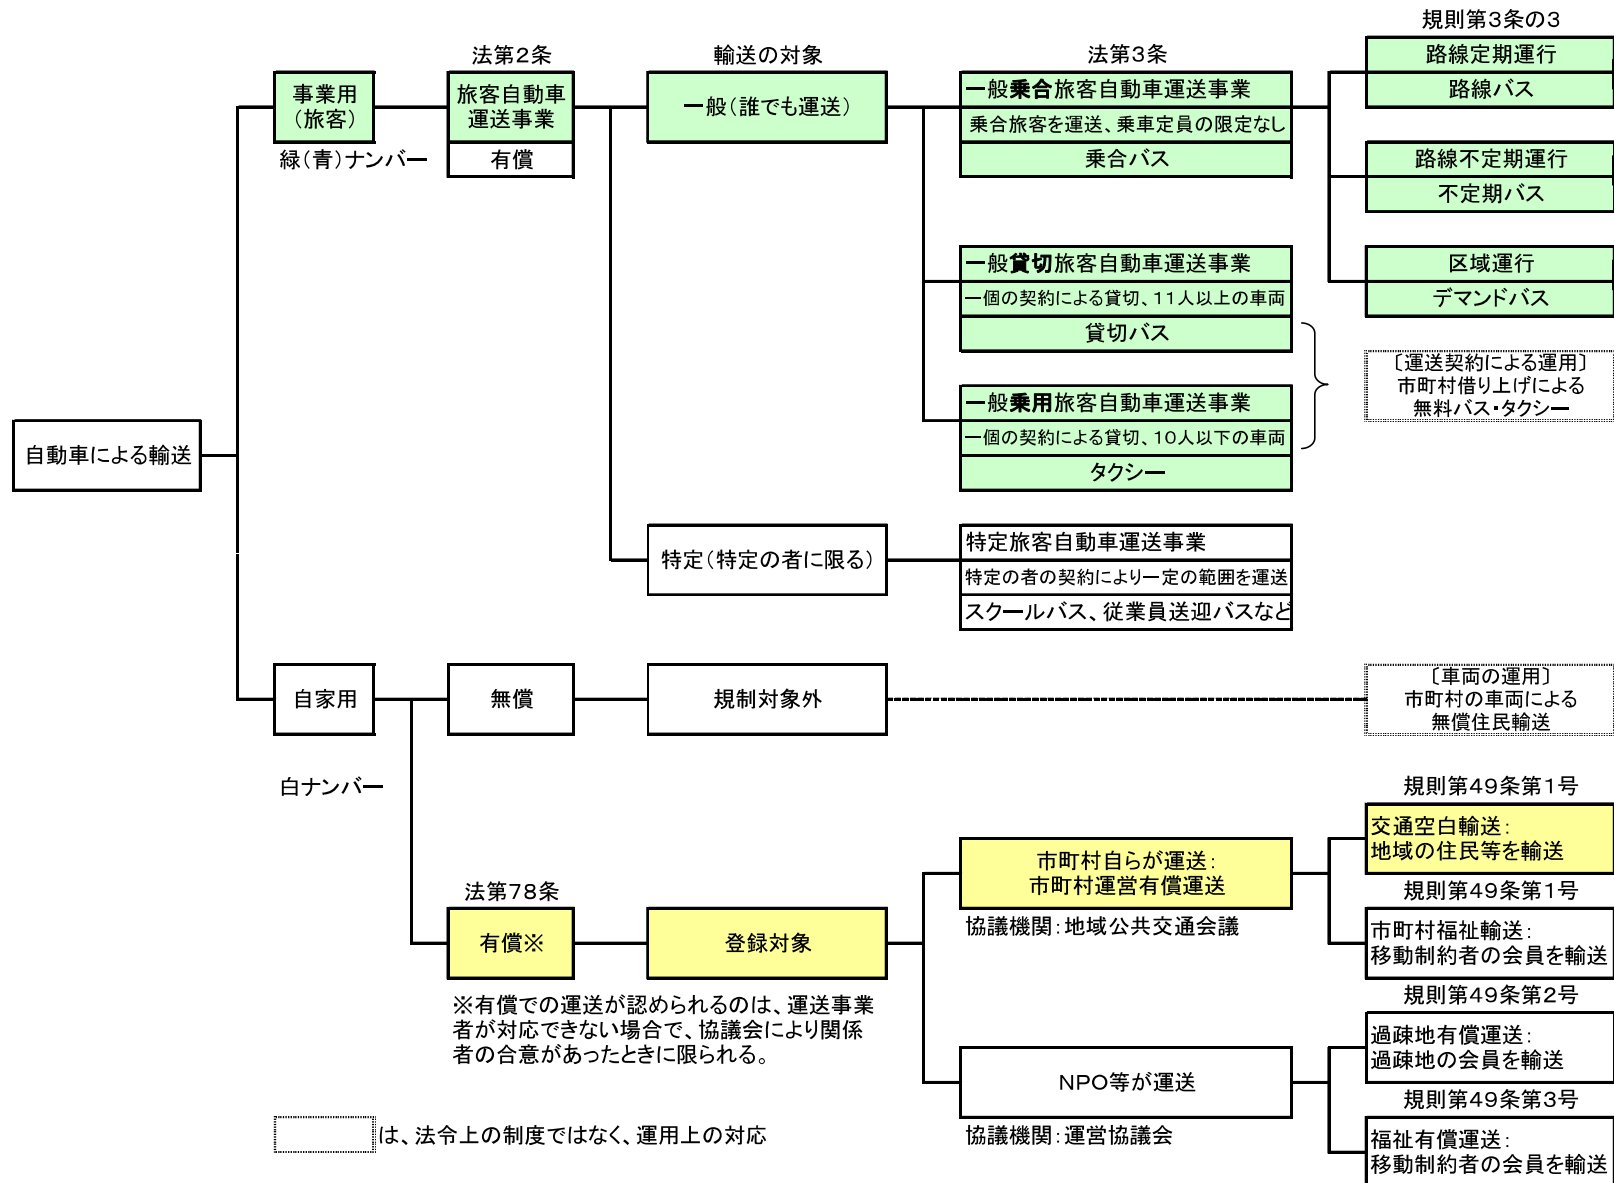 規則第3条の3
法第2条
輸送の対象
法第3条
路線定期運行
路線バス
事業用
(旅客)
緑(青)ナンバー
旅客自動車
運送事業
有償
一般(誰でも運送)
一般乗合旅客自動車運送事業
乗合旅客を運送、乗車定員の限定なし
乗合バス
路線不定期運行
不定期バス
一般貸切旅客自動車運送事業
一個の契約による貸切、11人以上の車両
貸切バス
区域運行
デマンドバス
〔運送契約による運用〕
市町村借り上げによる
無料バス・タクシー
一般乗用旅客自動車運送事業
一個の契約による貸切、10人以下の車両
タクシー
自動車による輸送
特定(特定の者に限る)
特定旅客自動車運送事業
特定の者の契約により一定の範囲を運送
スクールバス、従業員送迎バスなど
自家用
無償
規制対象外
〔車両の運用〕
市町村の車両による
無償住民輸送
白ナンバー
規則第49条第1号
交通空白輸送:
地域の住民等を輸送
市町村自らが運送:
市町村運営有償運送
協議機関:地域公共交通会議
法第78条
有償※
登録対象
規則第49条第1号
市町村福祉輸送:
移動制約者の会員を輸送
※有償での運送が認められるのは、運送事業
者が対応できない場合で、協議会により関係
者の合意があったときに限られる。
規則第49条第2号
過疎地有償運送:
過疎地の会員を輸送
NPO等が運送
協議機関:運営協議会
規則第49条第3号
福祉有償運送:
移動制約者の会員を輸送
は、法令上の制度ではなく、運用上の対応